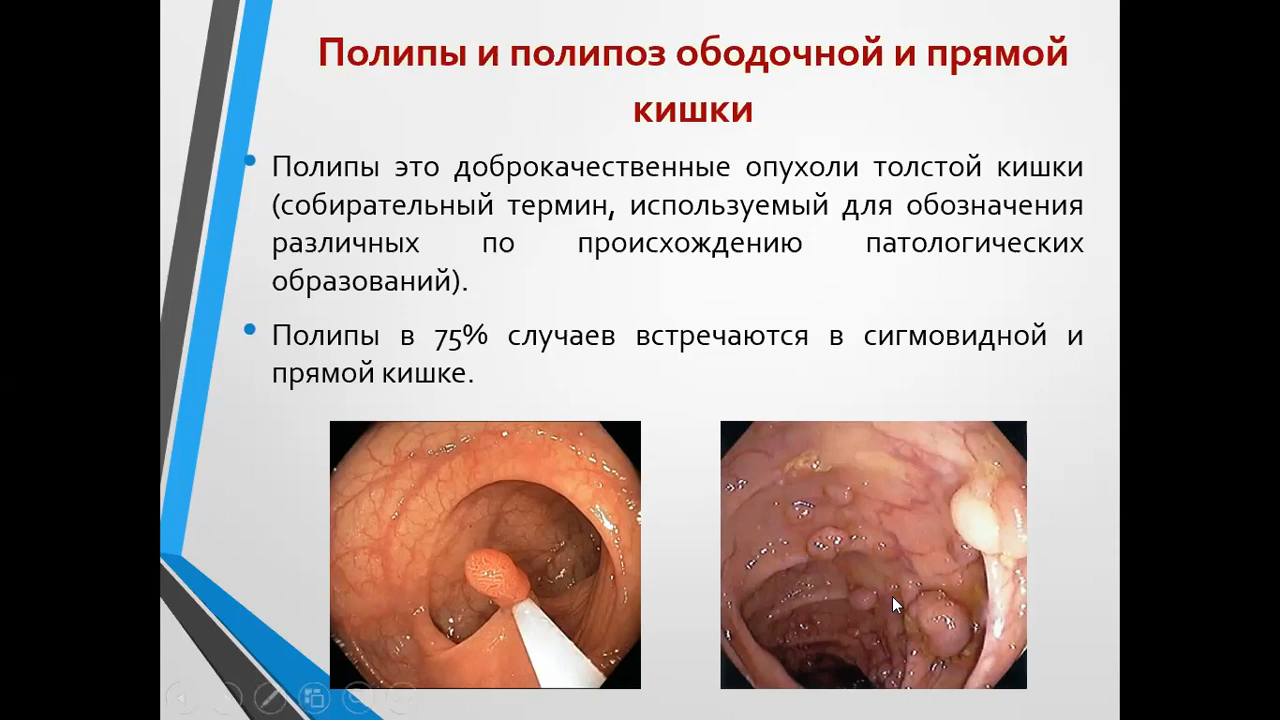 Полипы и полипоз ободочной и прямой
кишки
Полипы это доброкачественные опухоли толстой кишки
(собирательный термин, используемый для обозначения
различных по происхождению патологических
образований).
Полипы в 75% случаев встречаются в сигмовидной и
прямой кишке.